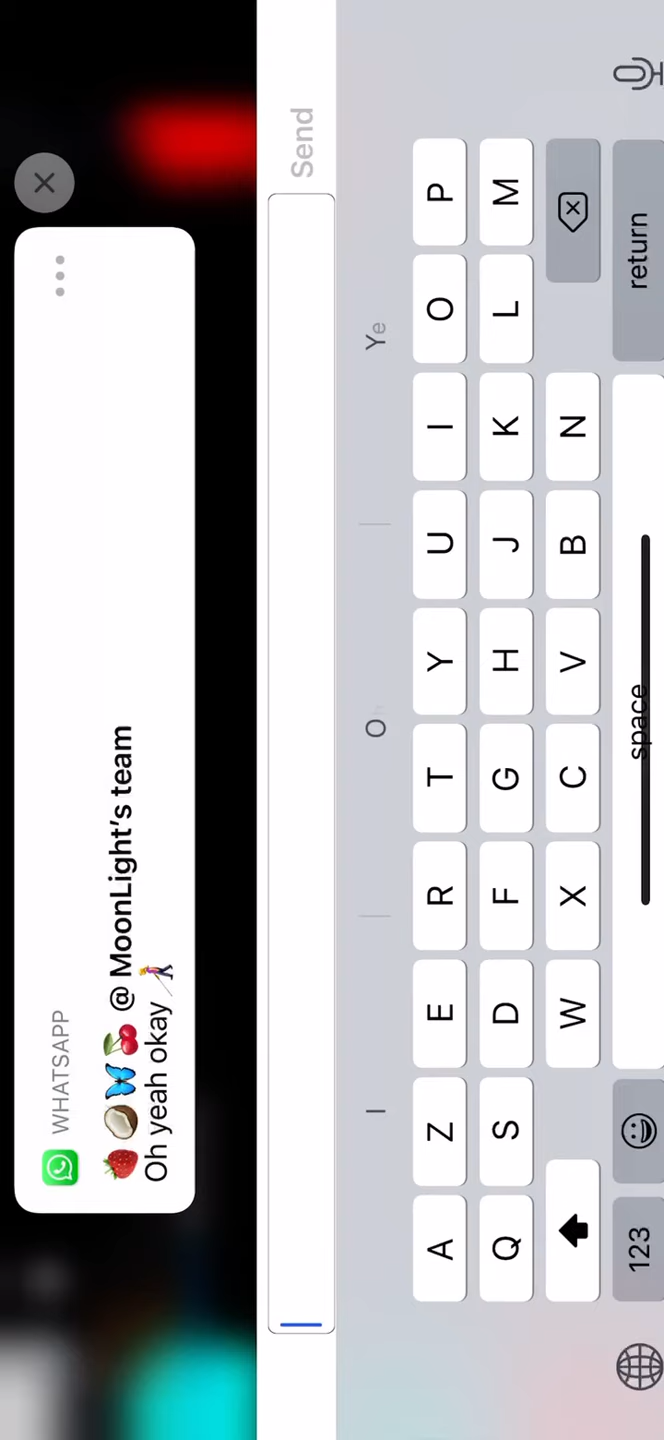 WHATSAPP
🍓🥥🦋🍒 @ MoonLight's team
Oh yeah okay 👩‍🦯
Send
I
O
Ye
A Z E R T Y U I O P
Q S D F G H J K L M
W X C V B N
123
space
return